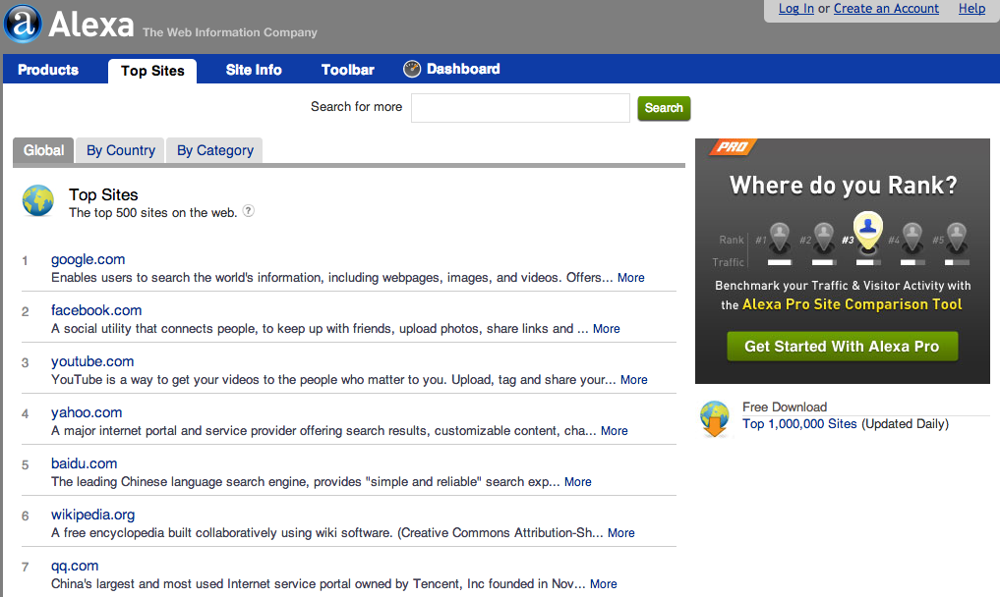 Log In or Create an Account Help
a Alexa The Web Information Company
Products Top Sites Site Info Toolbar Dashboard
Search for more Search
Global By Country By Category
Top Sites
The top 500 sites on the web. ?
1 google.com
Enables users to search the world's information, including webpages, images, and videos. Offers... More
2 facebook.com
A social utility that connects people, to keep up with friends, upload photos, share links and ... More
3 youtube.com
YouTube is a way to get your videos to the people who matter to you. Upload, tag and share your... More
4 yahoo.com
A major internet portal and service provider offering search results, customizable content, cha... More
5 baidu.com
The leading Chinese language search engine, provides "simple and reliable" search exp... More
6 wikipedia.org
A free encyclopedia built collaboratively using wiki software. (Creative Commons Attribution-Sh... More
7 qq.com
China's largest and most used Internet service portal owned by Tencent, Inc founded in Nov... More
PRO
Where do you Rank?
Rank #1 #2 #3 #4 #5
Traffic
Benchmark your Traffic & Visitor Activity with
the Alexa Pro Site Comparison Tool
Get Started With Alexa Pro
Free Download
Top 1,000,000 Sites (Updated Daily)